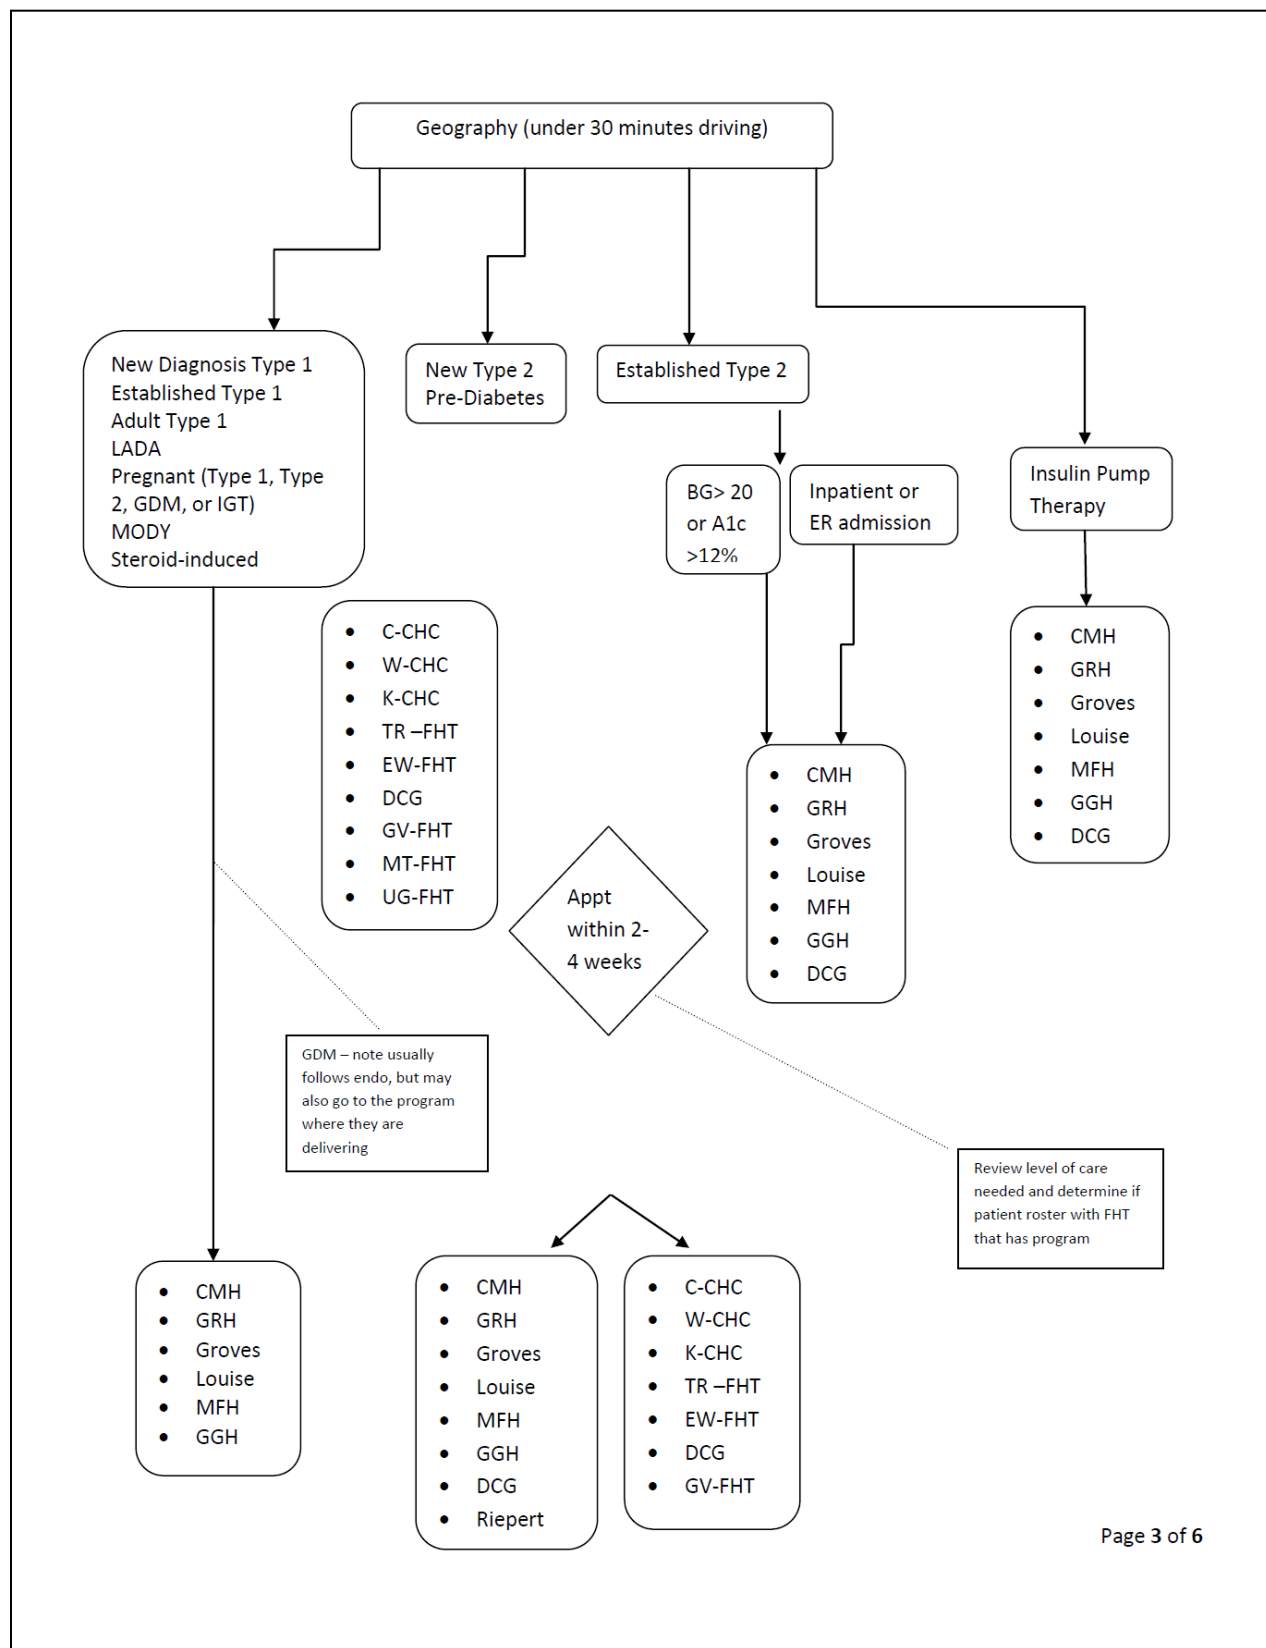 Geography (under 30 minutes driving)
New Diagnosis Type 1
Established Type 1
Adult Type 1
LADA
Pregnant (Type 1, Type
2, GDM, or IGT)
MODY
Steroid-induced
New Type 2
Pre-Diabetes
Established Type 2
BG> 20
or A1c
>12%
Inpatient or
ER admission
Insulin Pump
Therapy
• C-CHC
• W-CHC
• K-CHC
• TR –FHT
• EW-FHT
• DCG
• GV-FHT
• MT-FHT
• UG-FHT
• CMH
• GRH
• Groves
• Louise
• MFH
• GGH
• DCG
• CMH
• GRH
• Groves
• Louise
• MFH
• GGH
• DCG
Appt
within 2-
4 weeks
GDM – note usually
follows endo, but may
also go to the program
where they are
delivering
Review level of care
needed and determine if
patient roster with FHT
that has program
• CMH
• GRH
• Groves
• Louise
• MFH
• GGH
• CMH
• GRH
• Groves
• Louise
• MFH
• GGH
• DCG
• Riepert
• C-CHC
• W-CHC
• K-CHC
• TR –FHT
• EW-FHT
• DCG
• GV-FHT
Page 3 of 6